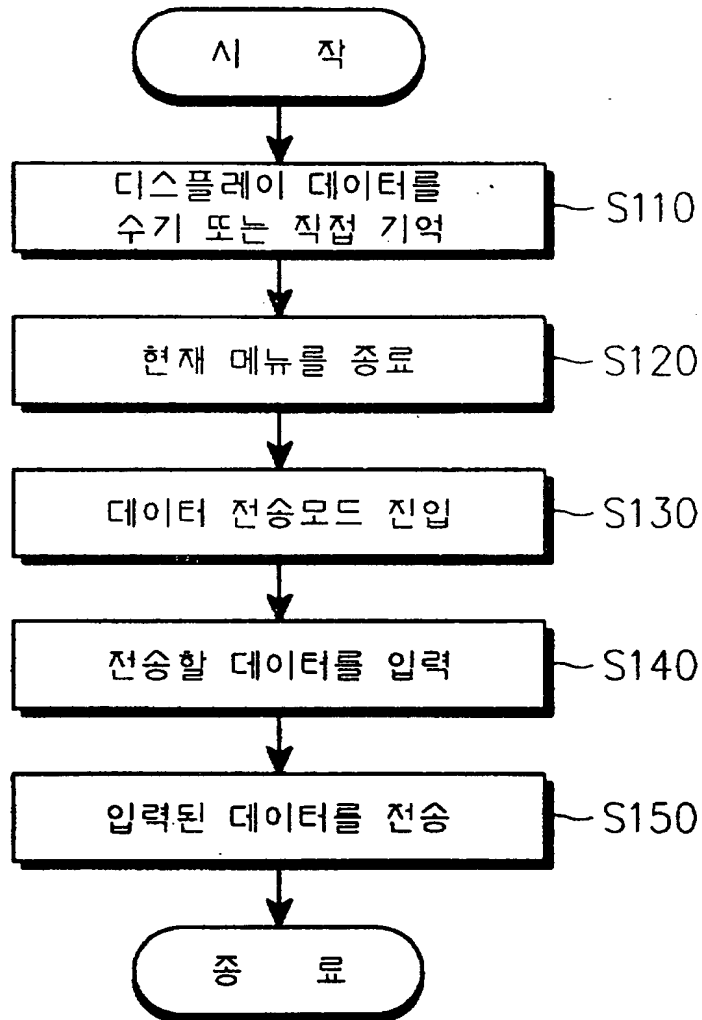 시 작
디스플레이 데이터를
수기 또는 직접 기억
S110
현재 메뉴를 종료
S120
데이터 전송모드 진입
S130
전송할 데이터를 입력
S140
입력된 데이터를 전송
S150
종 료